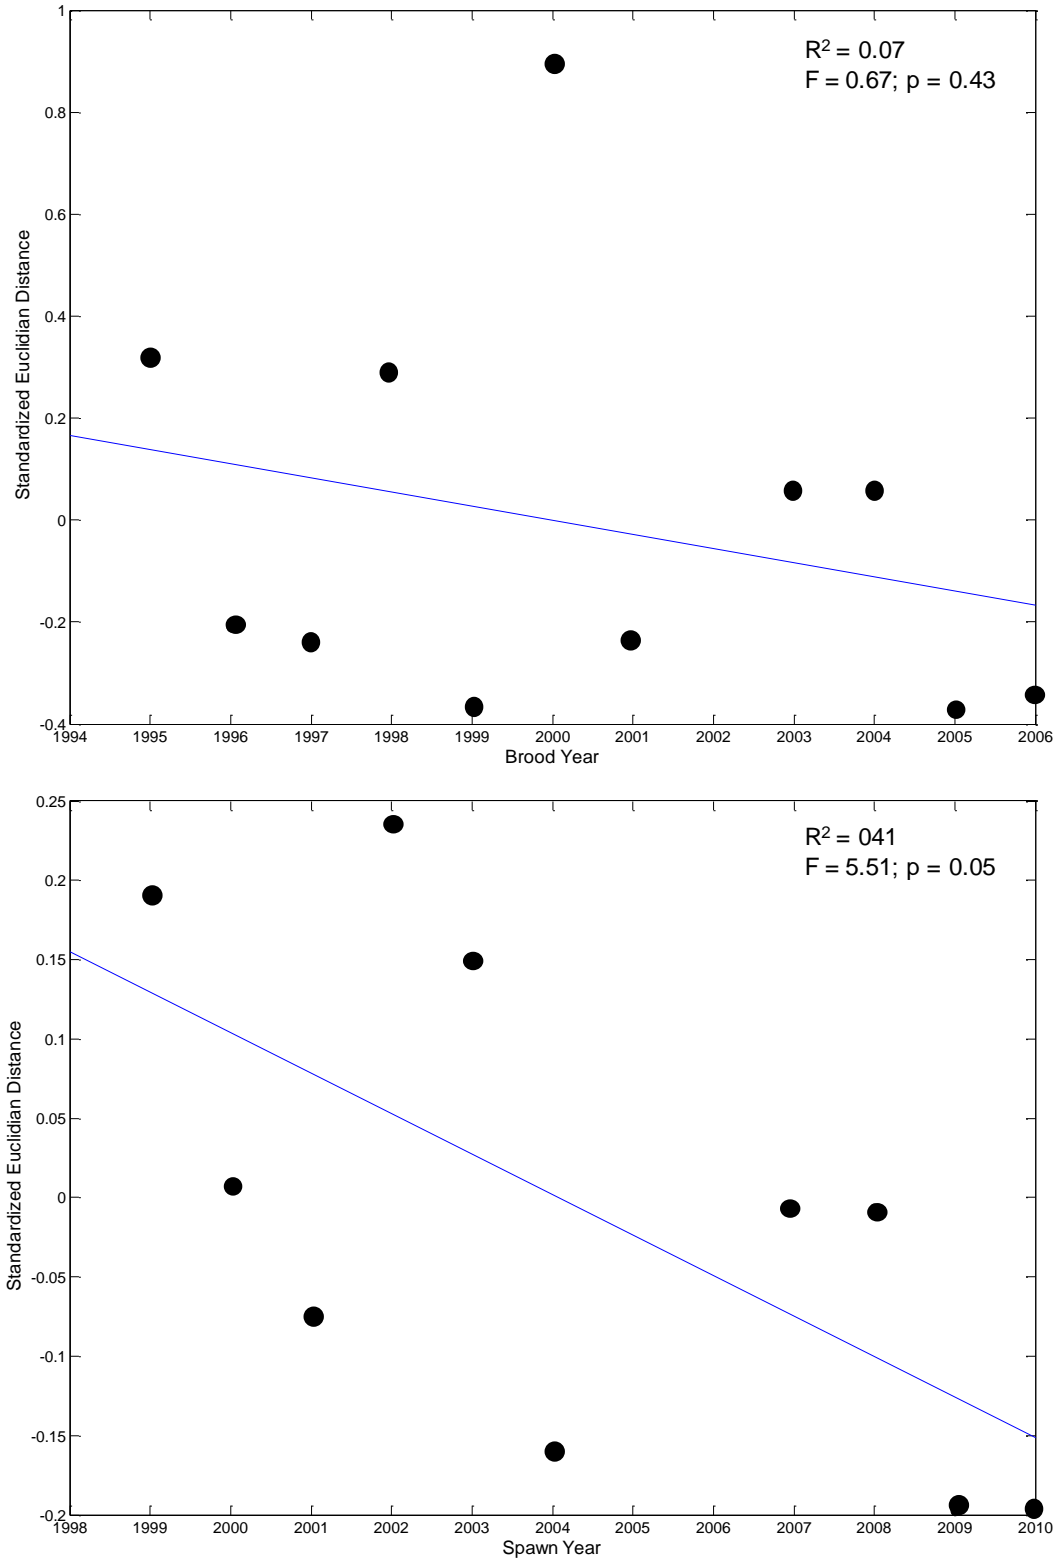 R² = 0.07
F = 0.67; p = 0.43
1
0.8
0.6
0.4
0.2
0
-0.2
-0.4
Standardized Euclidian Distance
1994 1995 1996 1997 1998 1999 2000 2001 2002 2003 2004 2005 2006
Brood Year
R² = 041
F = 5.51; p = 0.05
0.25
0.2
0.15
0.1
0.05
0
-0.05
-0.1
-0.15
-0.2
Standardized Euclidian Distance
1998 1999 2000 2001 2002 2003 2004 2005 2006 2007 2008 2009 2010
Spawn Year